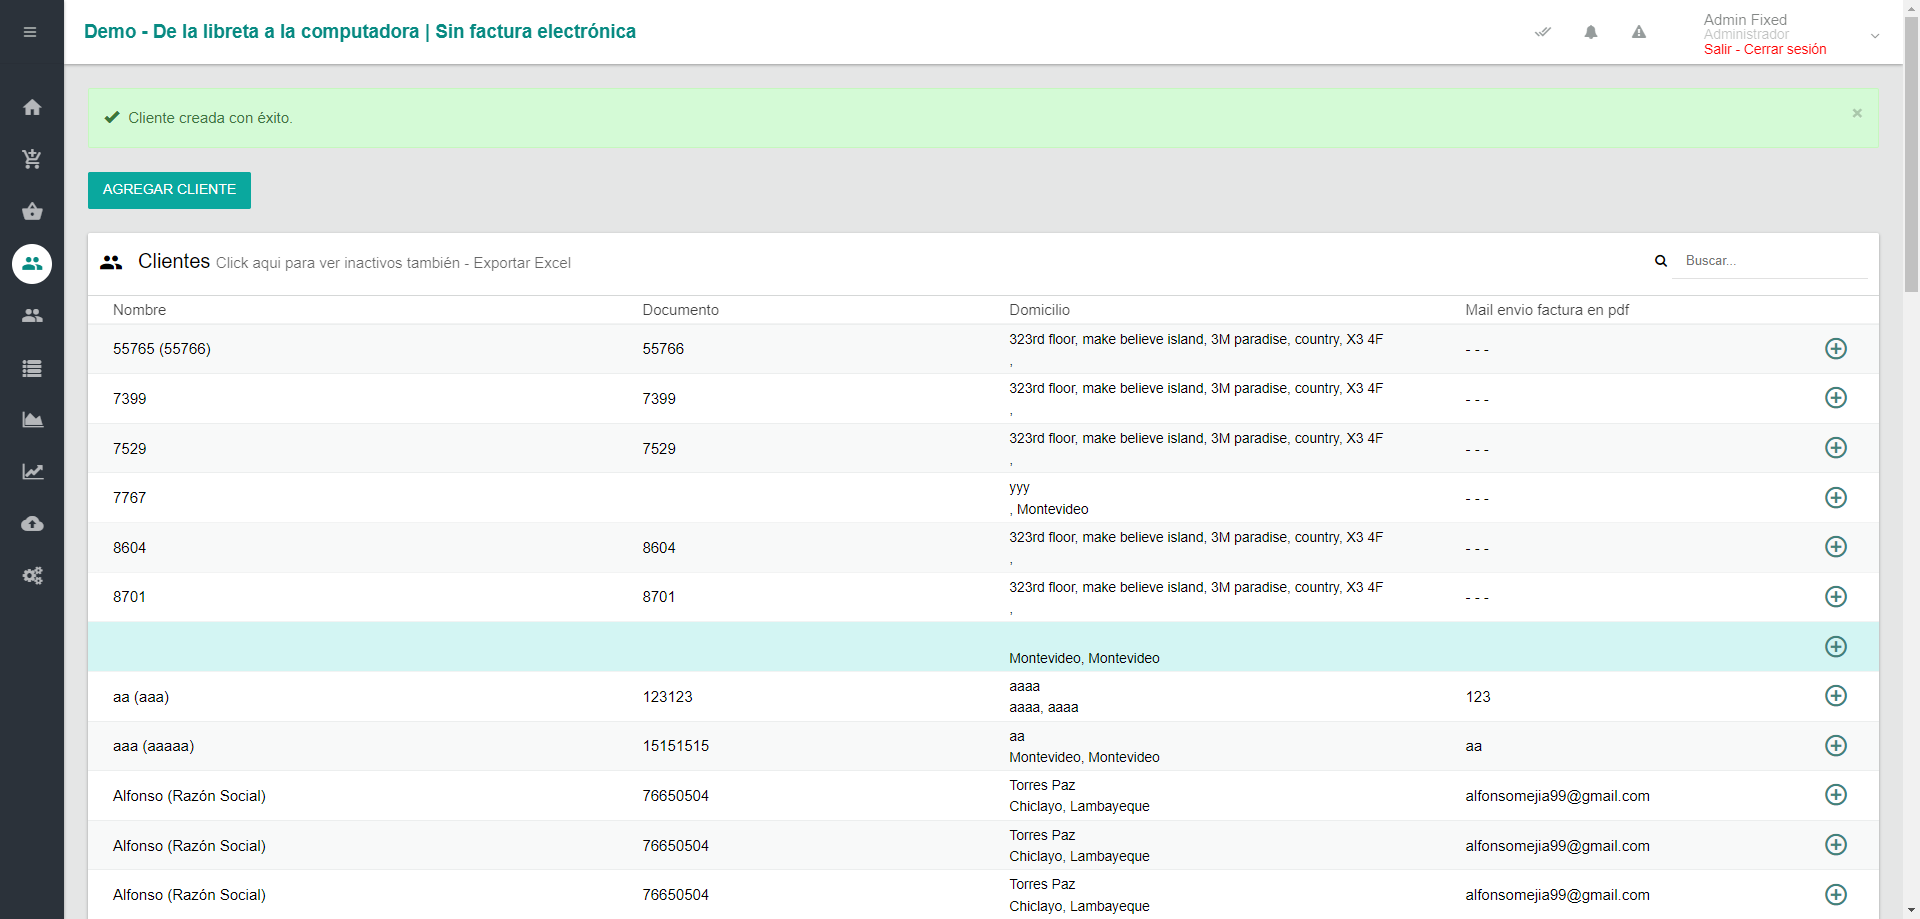 Demo - De la libreta a la computadora | Sin factura electrónica
Admin Fixed
Administrador
Salir - Cerrar sesión
Cliente creada con éxito.
×
AGREGAR CLIENTE
Clientes Click aqui para ver inactivos también - Exportar Excel
Buscar...
Nombre Documento Domicilio Mail envio factura en pdf
55765 (55766) 55766 323rd floor, make believe island, 3M paradise, country, X3 4F
, - - -
7399 7399 323rd floor, make believe island, 3M paradise, country, X3 4F
, - - -
7529 7529 323rd floor, make believe island, 3M paradise, country, X3 4F
, - - -
7767 yyy
, Montevideo - - -
8604 8604 323rd floor, make believe island, 3M paradise, country, X3 4F
, - - -
8701 8701 323rd floor, make believe island, 3M paradise, country, X3 4F
, - - -
Montevideo, Montevideo
aa (aaa) 123123 aaaa
aaaa, aaaa 123
aaa (aaaaa) 15151515 aa
Montevideo, Montevideo aa
Alfonso (Razón Social) 76650504 Torres Paz
Chiclayo, Lambayeque alfonsomejia99@gmail.com
Alfonso (Razón Social) 76650504 Torres Paz
Chiclayo, Lambayeque alfonsomejia99@gmail.com
Alfonso (Razón Social) 76650504 Torres Paz
Chiclayo, Lambayeque alfonsomejia99@gmail.com